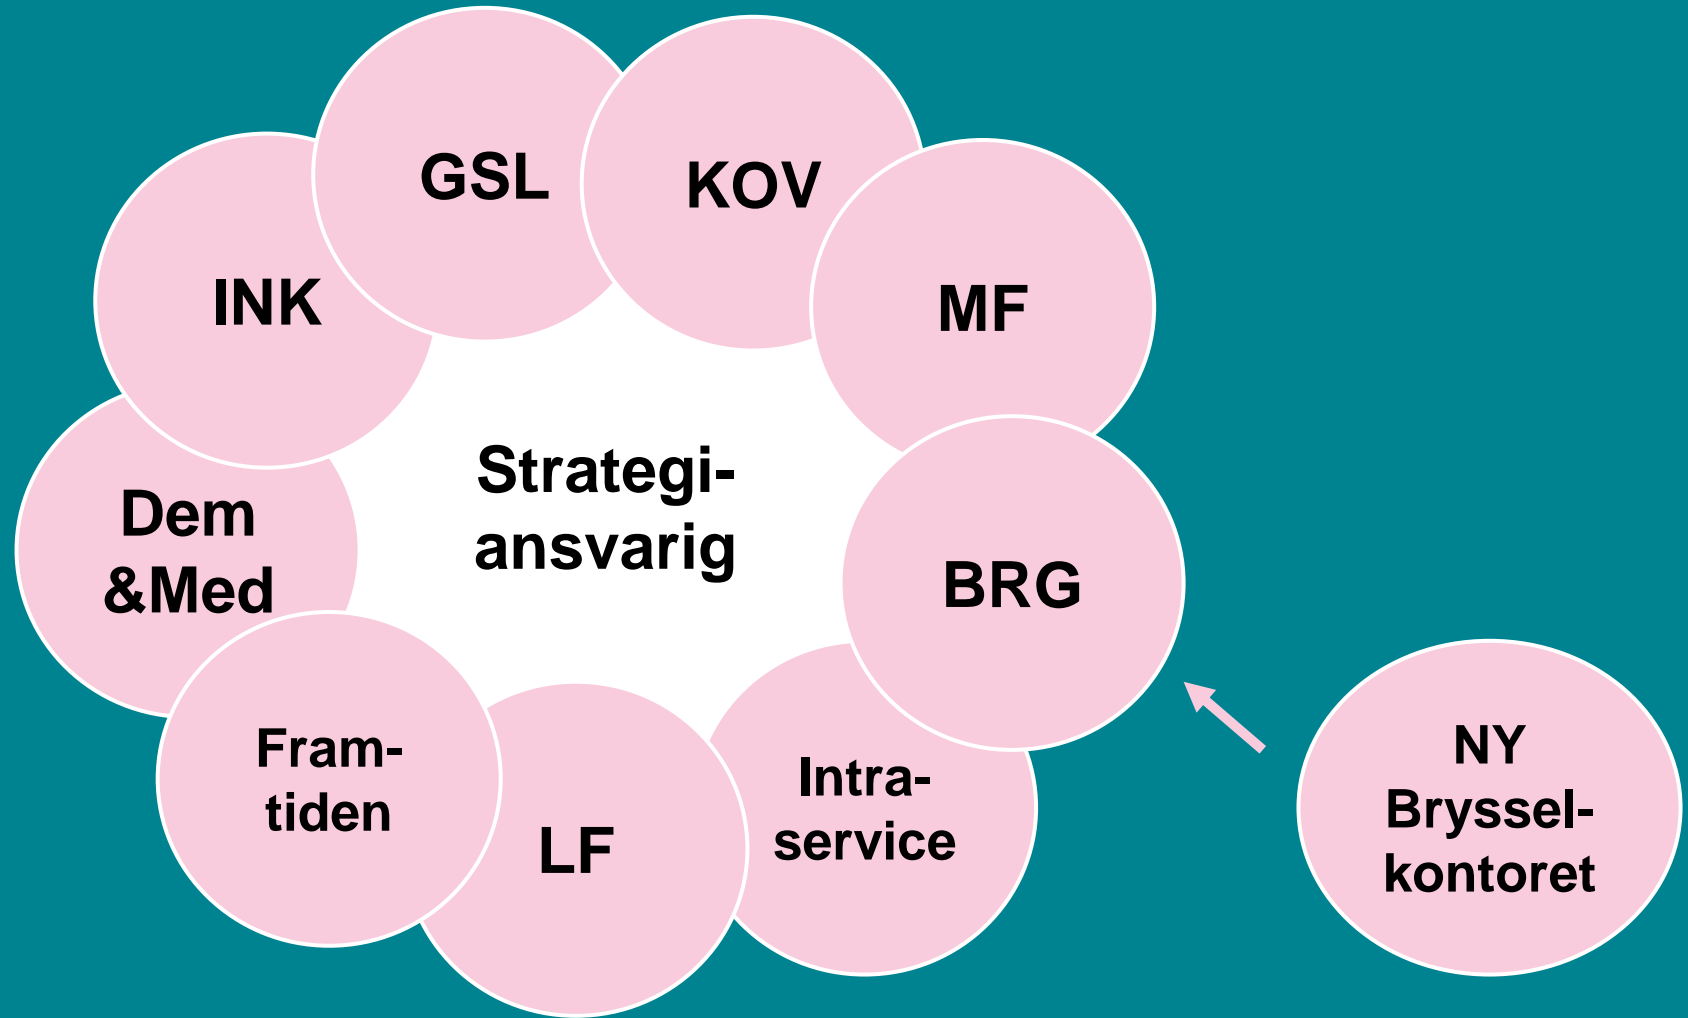 GSL
KOV
INK
MF
Strategi-
ansvarig
Dem
&Med
BRG
Fram-
tiden
LF
Intra-
service
NY
Bryssel-
kontoret